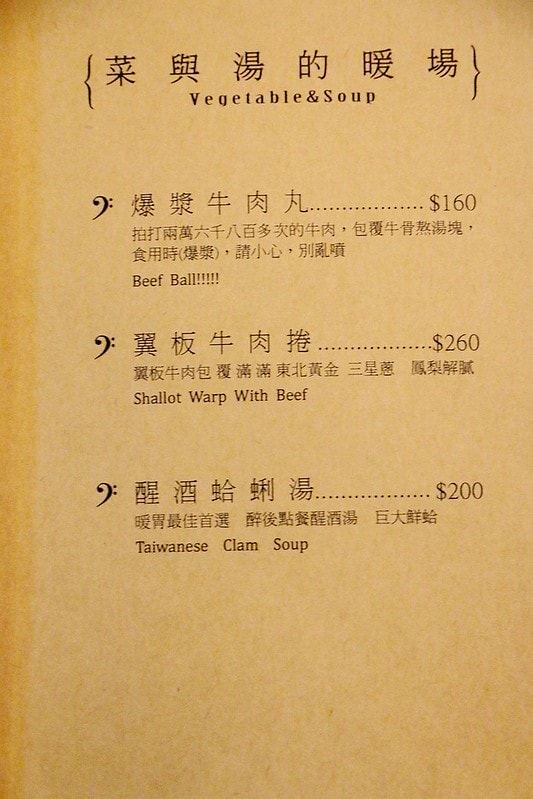 {菜與湯的暖場}
Vegetable&Soup
爆漿牛肉丸..................$160
拍打兩萬六千八百多次的牛肉，包覆牛骨熬湯塊，
食用時(爆漿)，請小心，別亂噴
Beef Ball!!!!!
翼板牛肉捲..................$260
翼板牛肉包覆滿滿東北黃金 三星蔥 鳳梨解膩
Shallot Warp With Beef
醒酒蛤蜊湯..................$200
暖胃最佳首選 醉後點餐醒酒湯 巨大鮮蛤
Taiwanese Clam Soup